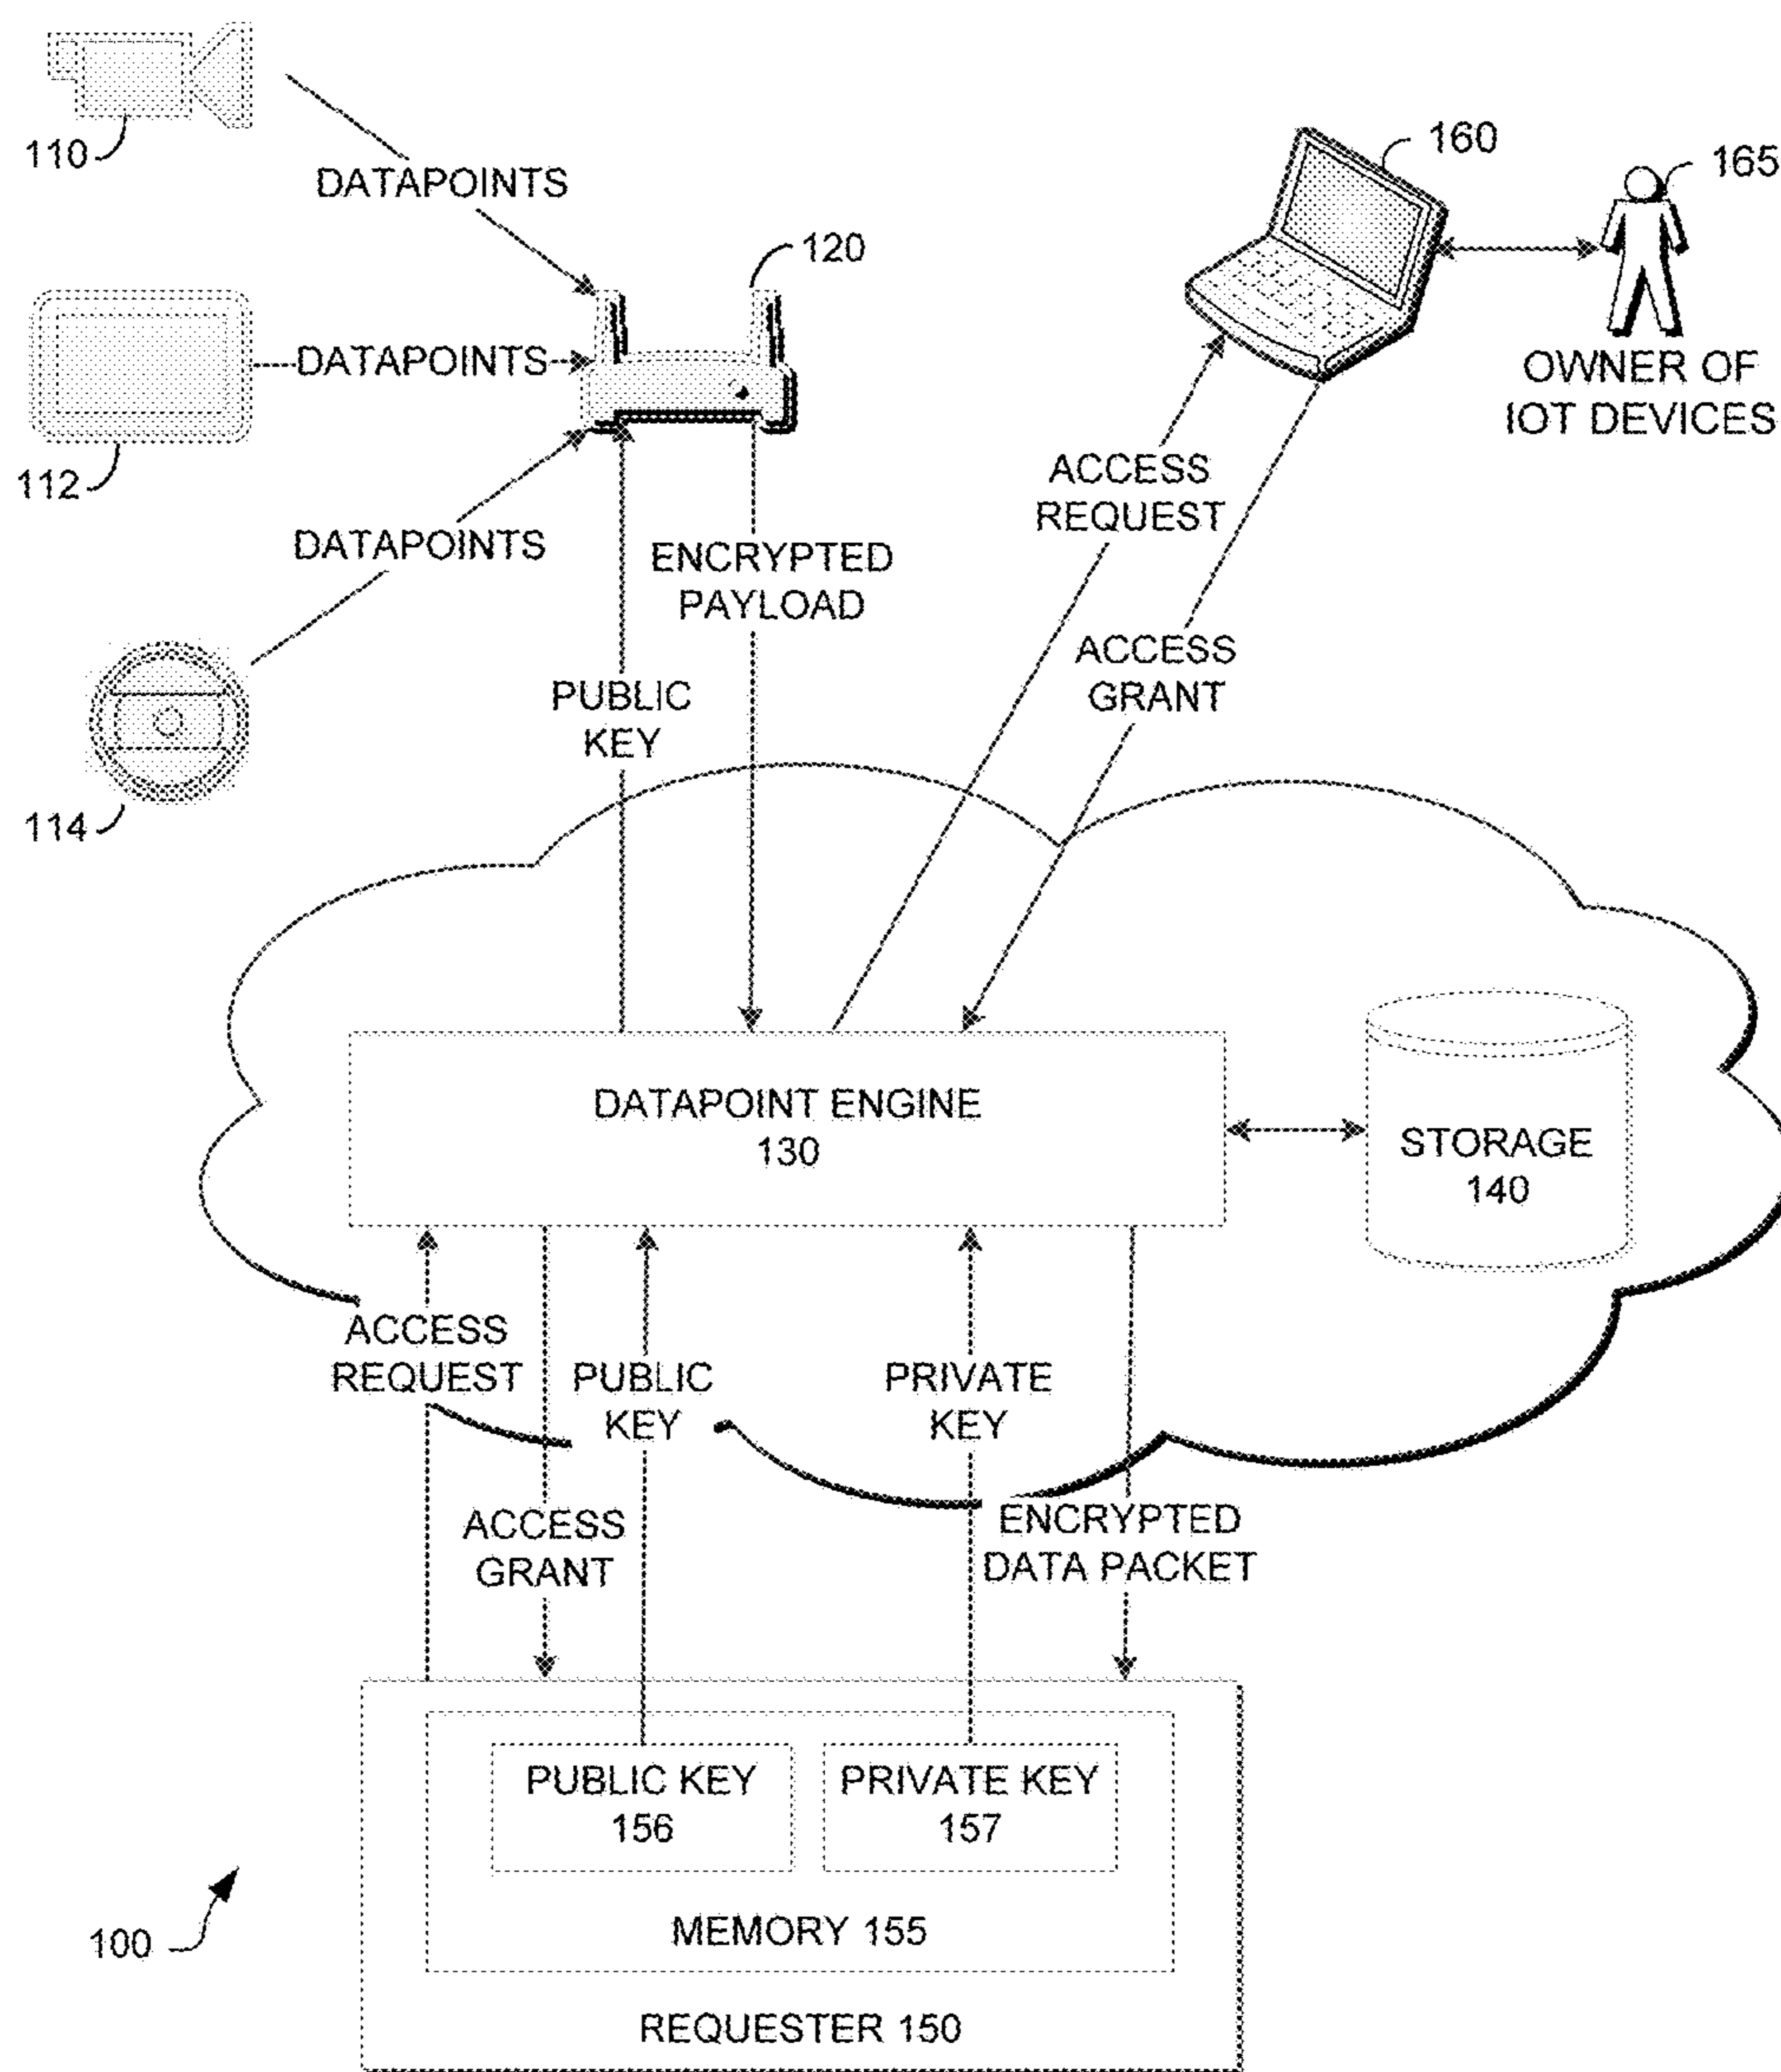 110
DATAPOINTS
120
160
165
DATAPOINTS
112
OWNER OF
IOT DEVICES
ACCESS
REQUEST
DATAPOINTS
ENCRYPTED
PAYLOAD
ACCESS
GRANT
PUBLIC
KEY
114
DATAPOINT ENGINE
130
STORAGE
140
ACCESS
REQUEST
PUBLIC
KEY
PRIVATE
KEY
ACCESS
GRANT
ENCRYPTED
DATA PACKET
PUBLIC KEY
156
PRIVATE KEY
157
MEMORY 155
100
REQUESTER 150